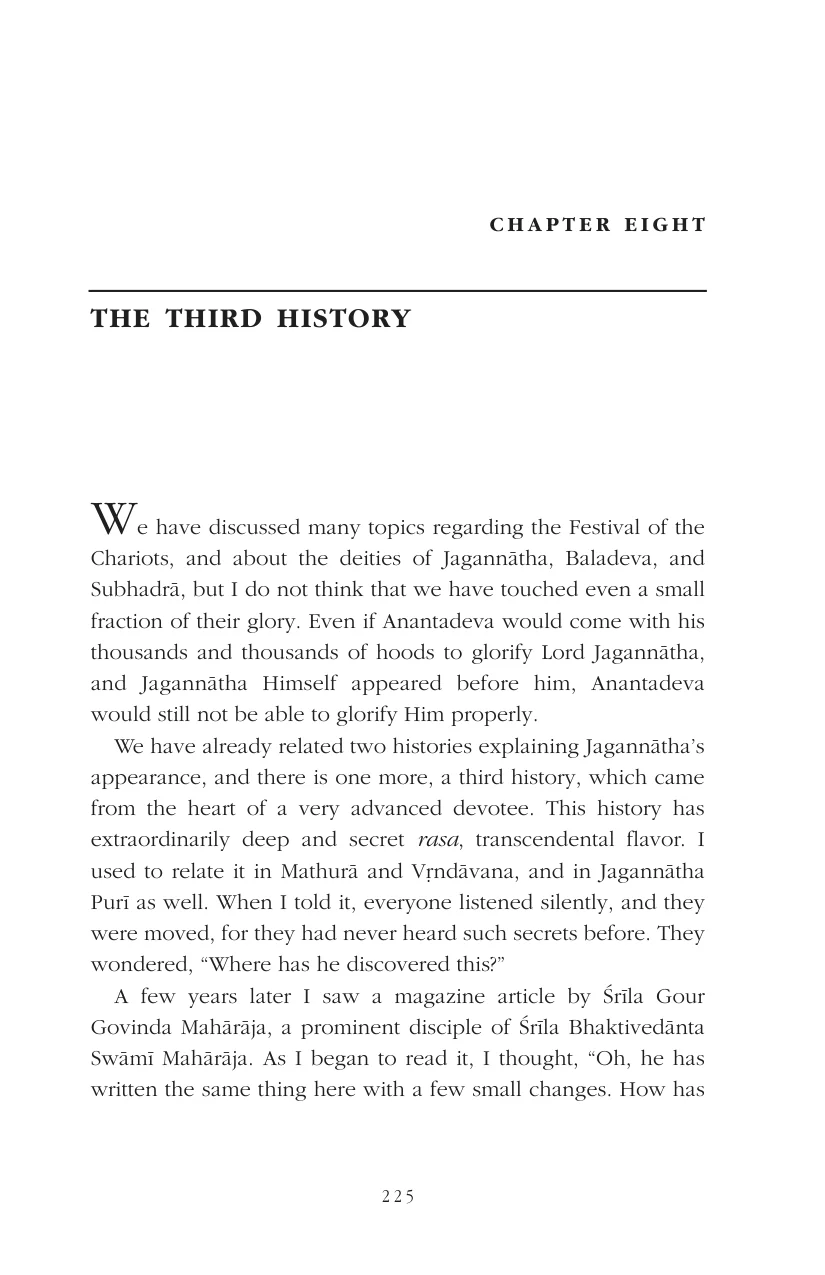 CHAPTER EIGHT
THE THIRD HISTORY
We have discussed many topics regarding the Festival of the
Chariots, and about the deities of Jagannātha, Baladeva, and
Subhadrā, but I do not think that we have touched even a small
fraction of their glory. Even if Anantadeva would come with his
thousands and thousands of hoods to glorify Lord Jagannātha,
and Jagannātha Himself appeared before him, Anantadeva
would still not be able to glorify Him properly.
We have already related two histories explaining Jagannātha’s
appearance, and there is one more, a third history, which came
from the heart of a very advanced devotee. This history has
extraordinarily deep and secret rasa, transcendental flavor. I
used to relate it in Mathurā and Vṛndāvana, and in Jagannātha
Purī as well. When I told it, everyone listened silently, and they
were moved, for they had never heard such secrets before. They
wondered, “Where has he discovered this?”
A few years later I saw a magazine article by Śrīla Gour
Govinda Mahārāja, a prominent disciple of Śrīla Bhaktivedānta
Swāmī Mahārāja. As I began to read it, I thought, “Oh, he has
written the same thing here with a few small changes. How has
225